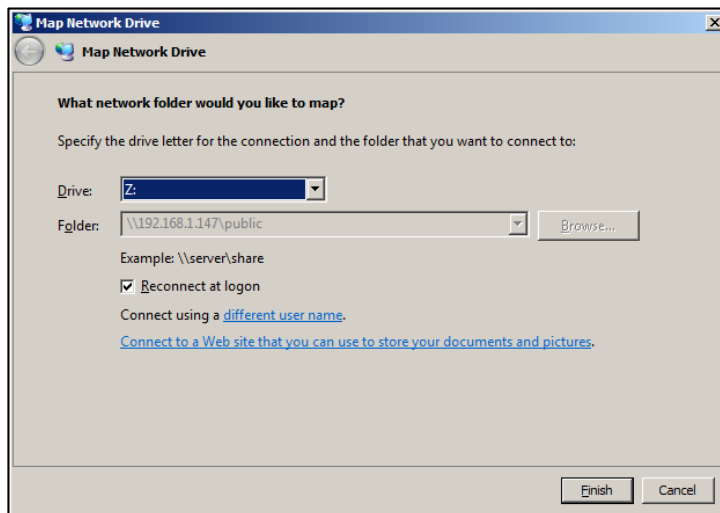 Map Network Drive
Map Network Drive
What network folder would you like to map?
Specify the drive letter for the connection and the folder that you want to connect to:
Drive: Z:
Folder: \\192.168.1.147\public Browse...
Example: \\server\share
Reconnect at logon
Connect using a different user name.
Connect to a Web site that you can use to store your documents and pictures.
Finish Cancel